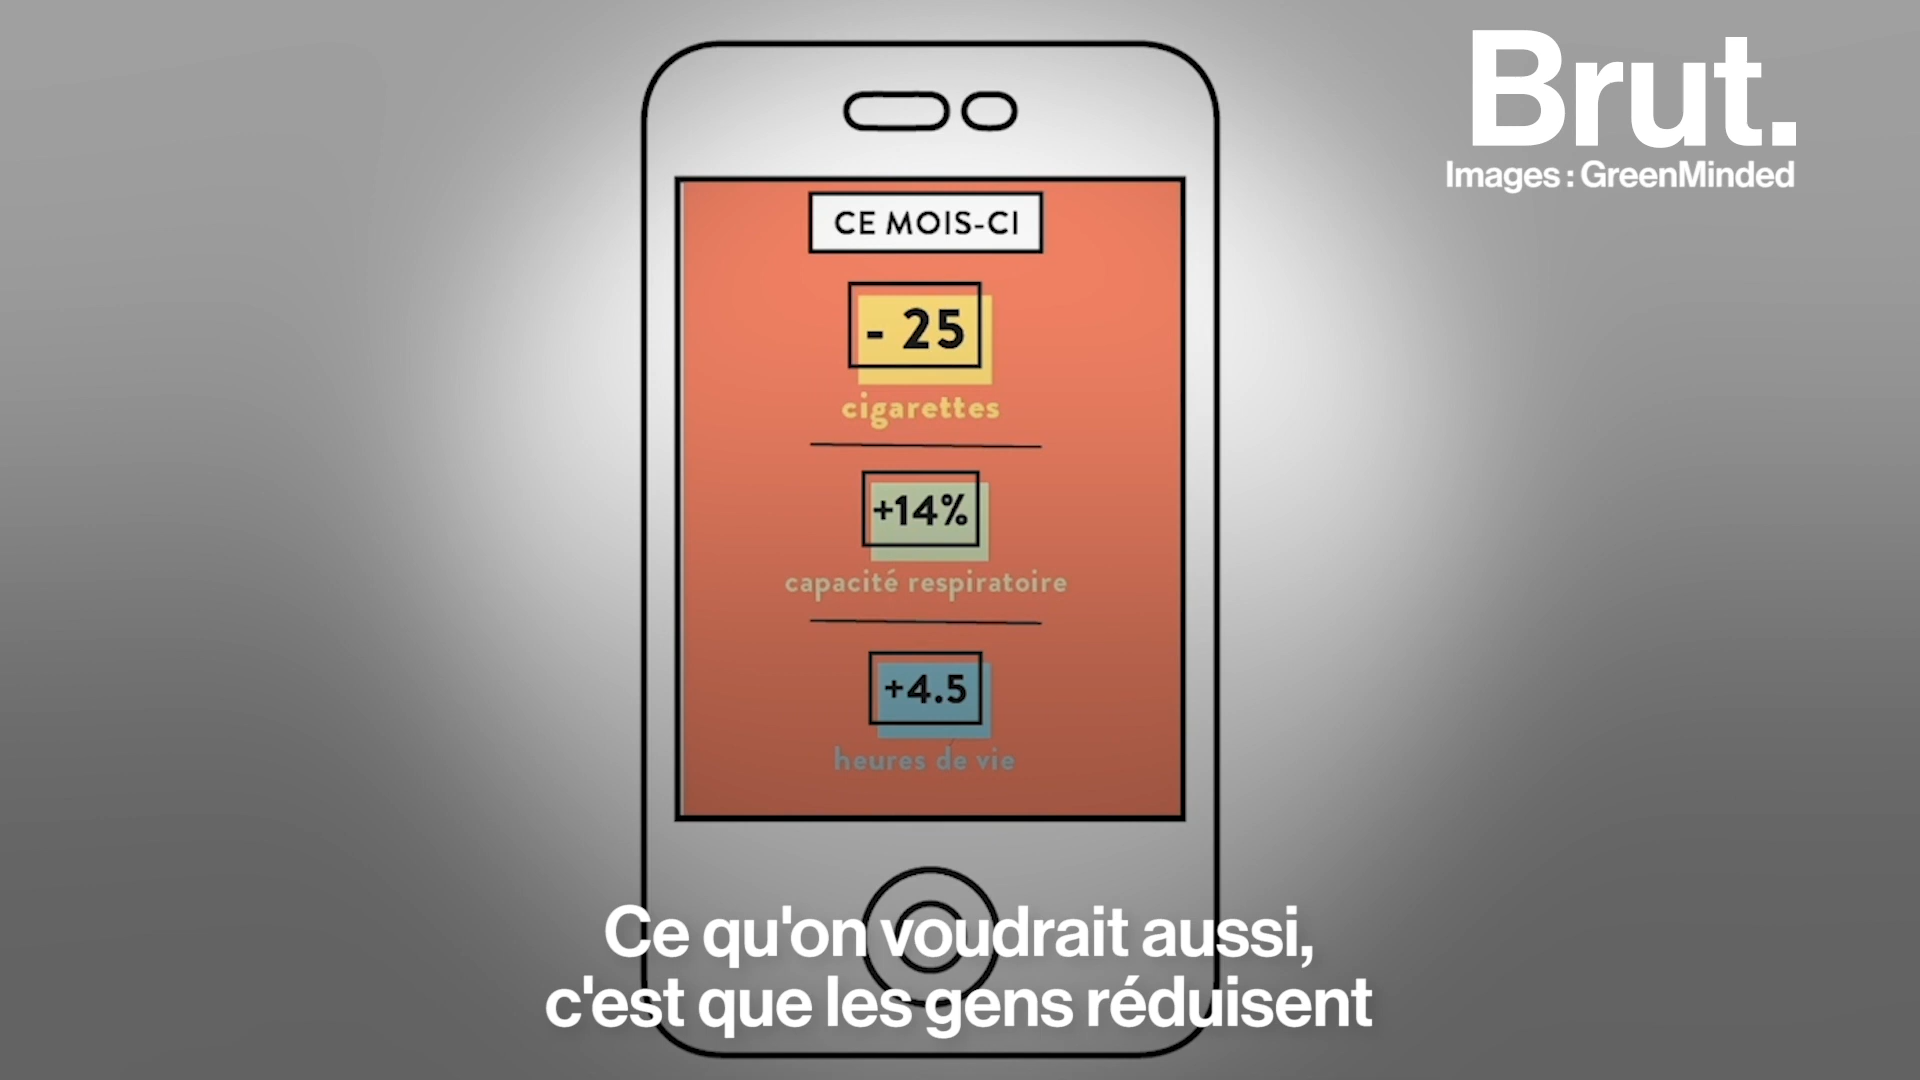 Brut.
Images : GreenMinded
CE MOIS-CI
- 25
cigarettes
+14%
capacité respiratoire
+4.5
heures de vie
Ce qu'on voudrait aussi,
c'est que les gens réduisent